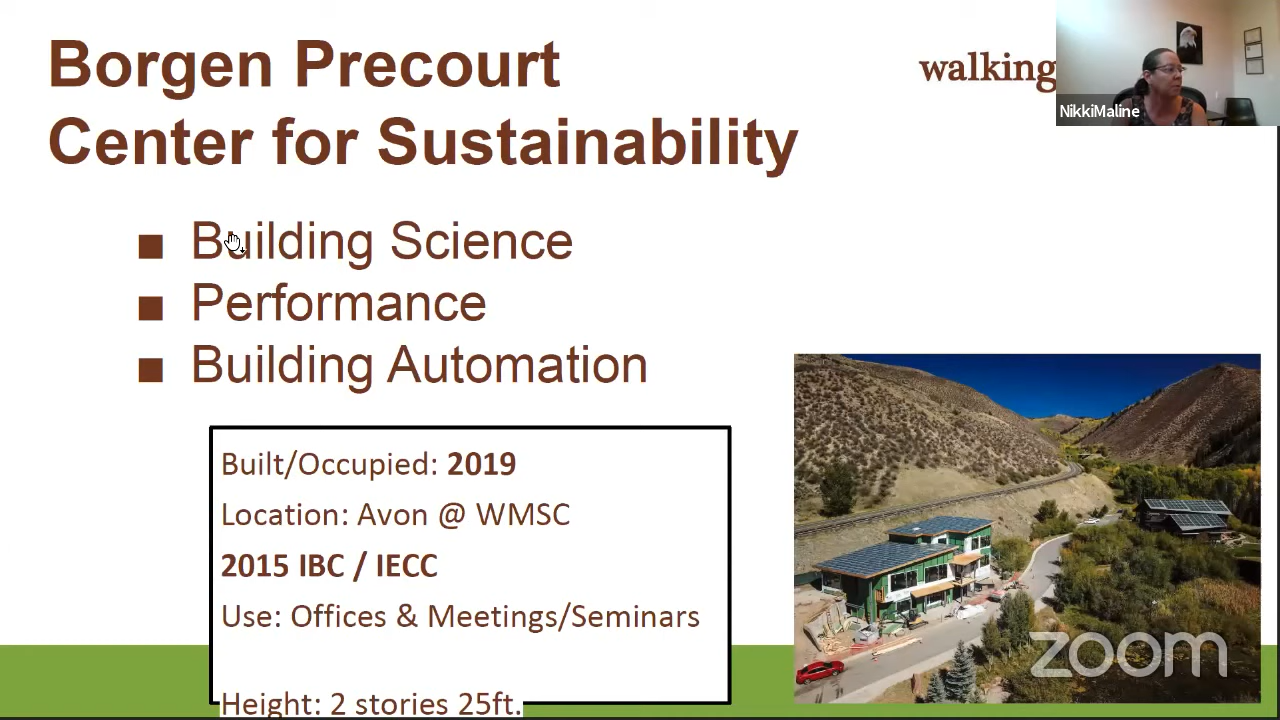 Borgen Precourt
Center for Sustainability
walking
NikkiMaline
■ Building Science
■ Performance
■ Building Automation
Built/Occupied: 2019
Location: Avon @ WMSC
2015 IBC / IECC
Use: Offices & Meetings/Seminars
Height: 2 stories 25ft.
zoom